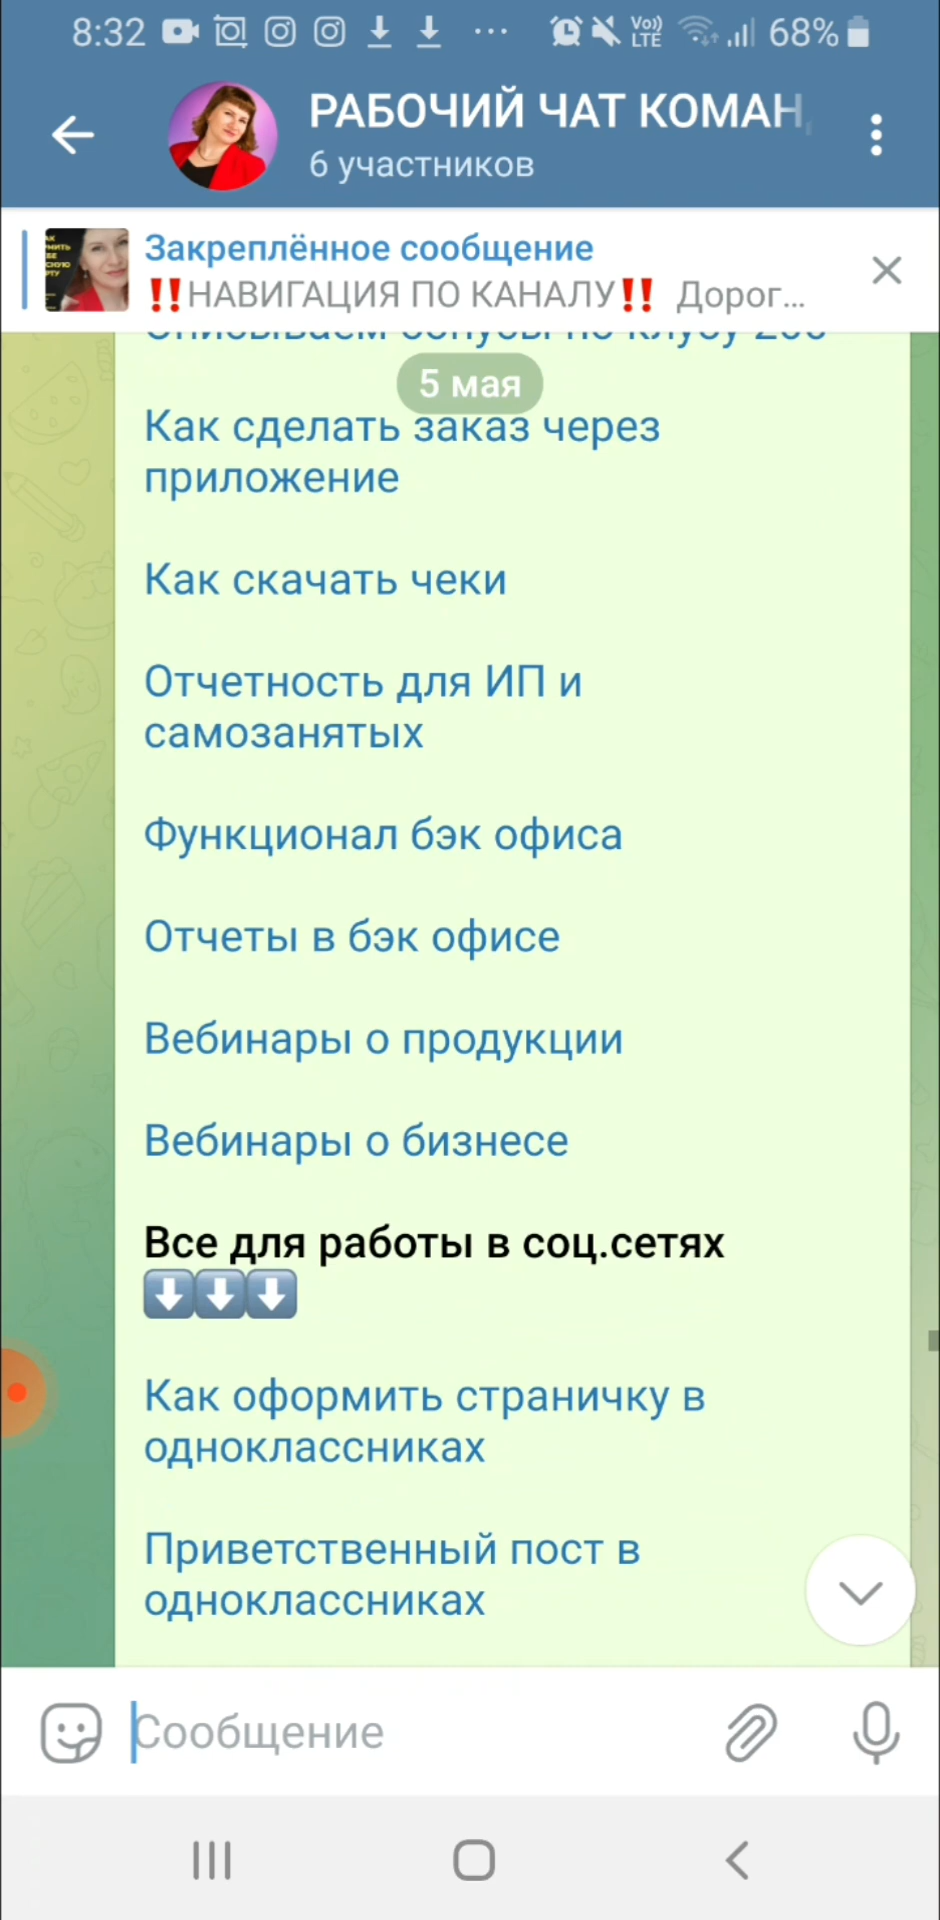 8:32
Vo))
LTE
68%
РАБОЧИЙ ЧАТ КОМАН
6 участников
Закреплённое сообщение
‼️НАВИГАЦИЯ ПО КАНАЛУ‼️ Дорог...
5 мая
Как сделать заказ через
приложение
Как скачать чеки
Отчетность для ИП и
самозанятых
Функционал бэк офиса
Отчеты в бэк офисе
Вебинары о продукции
Вебинары о бизнесе
Все для работы в соц.сетях
⬇️⬇️⬇️
Как оформить страничку в
одноклассниках
Приветственный пост в
одноклассниках
Сообщение